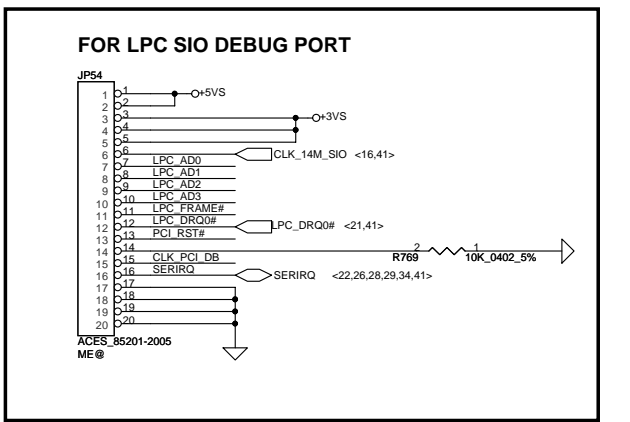 FOR LPC SIO DEBUG PORT
JP54
1 1 +5VS
2 2
3 3 +3VS
4 4
5 5
6 6 CLK_14M_SIO <16,41>
7 7 LPC_AD0
8 8 LPC_AD1
9 9 LPC_AD2
10 10 LPC_AD3
11 11 LPC_FRAME#
12 12 LPC_DRQ0# LPC_DRQ0# <21,41>
13 13 PCI_RST#
14 14 2 1
R769 10K_0402_5%
15 15 CLK_PCI_DB
16 16 SERIRQ SERIRQ <22,26,28,29,34,41>
17 17
18 18
19 19
20 20
ACES_85201-2005
ME@